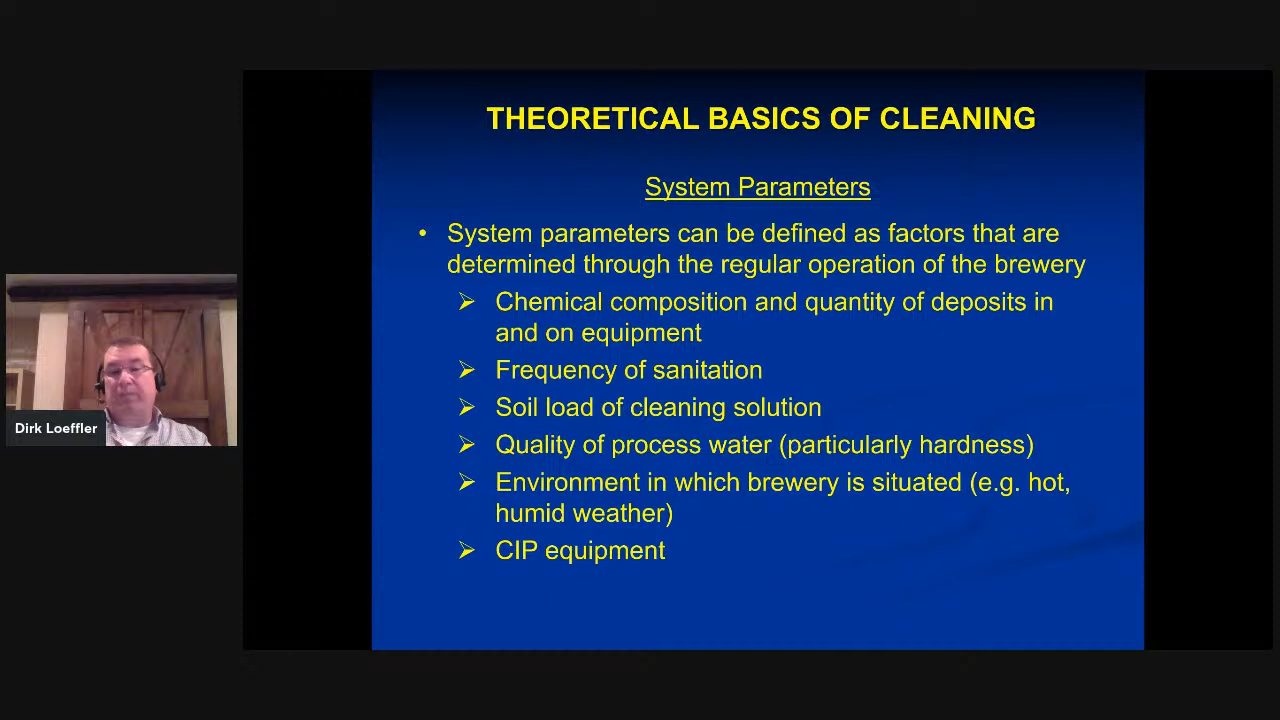 THEORETICAL BASICS OF CLEANING
System Parameters
• System parameters can be defined as factors that are
determined through the regular operation of the brewery
➢ Chemical composition and quantity of deposits in
and on equipment
➢ Frequency of sanitation
➢ Soil load of cleaning solution
➢ Quality of process water (particularly hardness)
➢ Environment in which brewery is situated (e.g. hot,
humid weather)
➢ CIP equipment
Dirk Loeffler